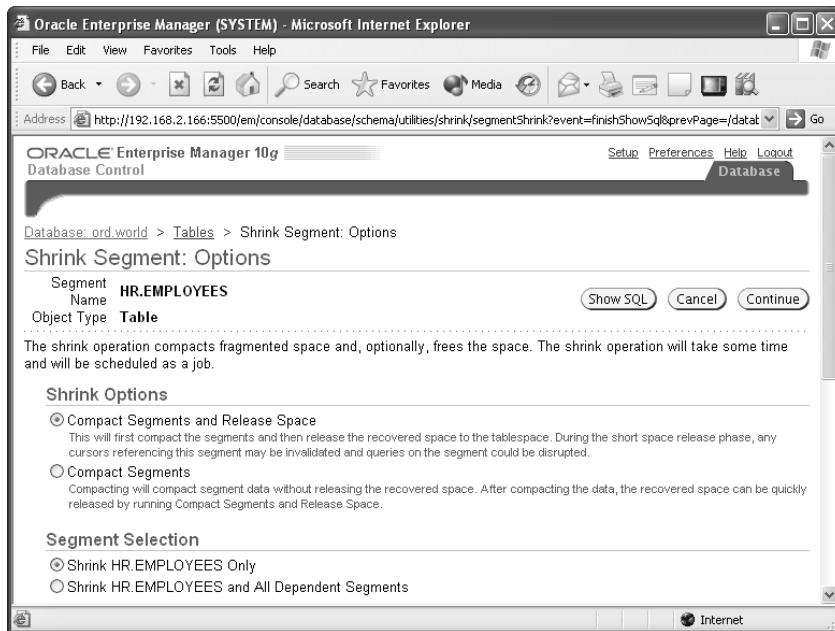 Oracle Enterprise Manager (SYSTEM) - Microsoft Internet Explorer
File Edit View Favorites Tools Help
Back Search Favorites Media
Address http://192.168.2.166:5500/em/console/database/schema/utilities/shrink/segmentShrink?event=finishShowSql&prevPage=/datat Go
ORACLE Enterprise Manager 10g
Database Control
Setup Preferences Help Logout
Database
Database: ord.world > Tables > Shrink Segment: Options
Shrink Segment: Options
Segment Name HR.EMPLOYEES
Object Type Table
Show SQL Cancel Continue
The shrink operation compacts fragmented space and, optionally, frees the space. The shrink operation will take some time
and will be scheduled as a job.
Shrink Options
Compact Segments and Release Space
This will first compact the segments and then release the recovered space to the tablespace. During the short space release phase, any
cursors referencing this segment may be invalidated and queries on the segment could be disrupted.
Compact Segments
Compacting will compact segment data without releasing the recovered space. After compacting the data, the recovered space can be quickly
released by running Compact Segments and Release Space.
Segment Selection
Shrink HR.EMPLOYEES Only
Shrink HR.EMPLOYEES and All Dependent Segments
Internet